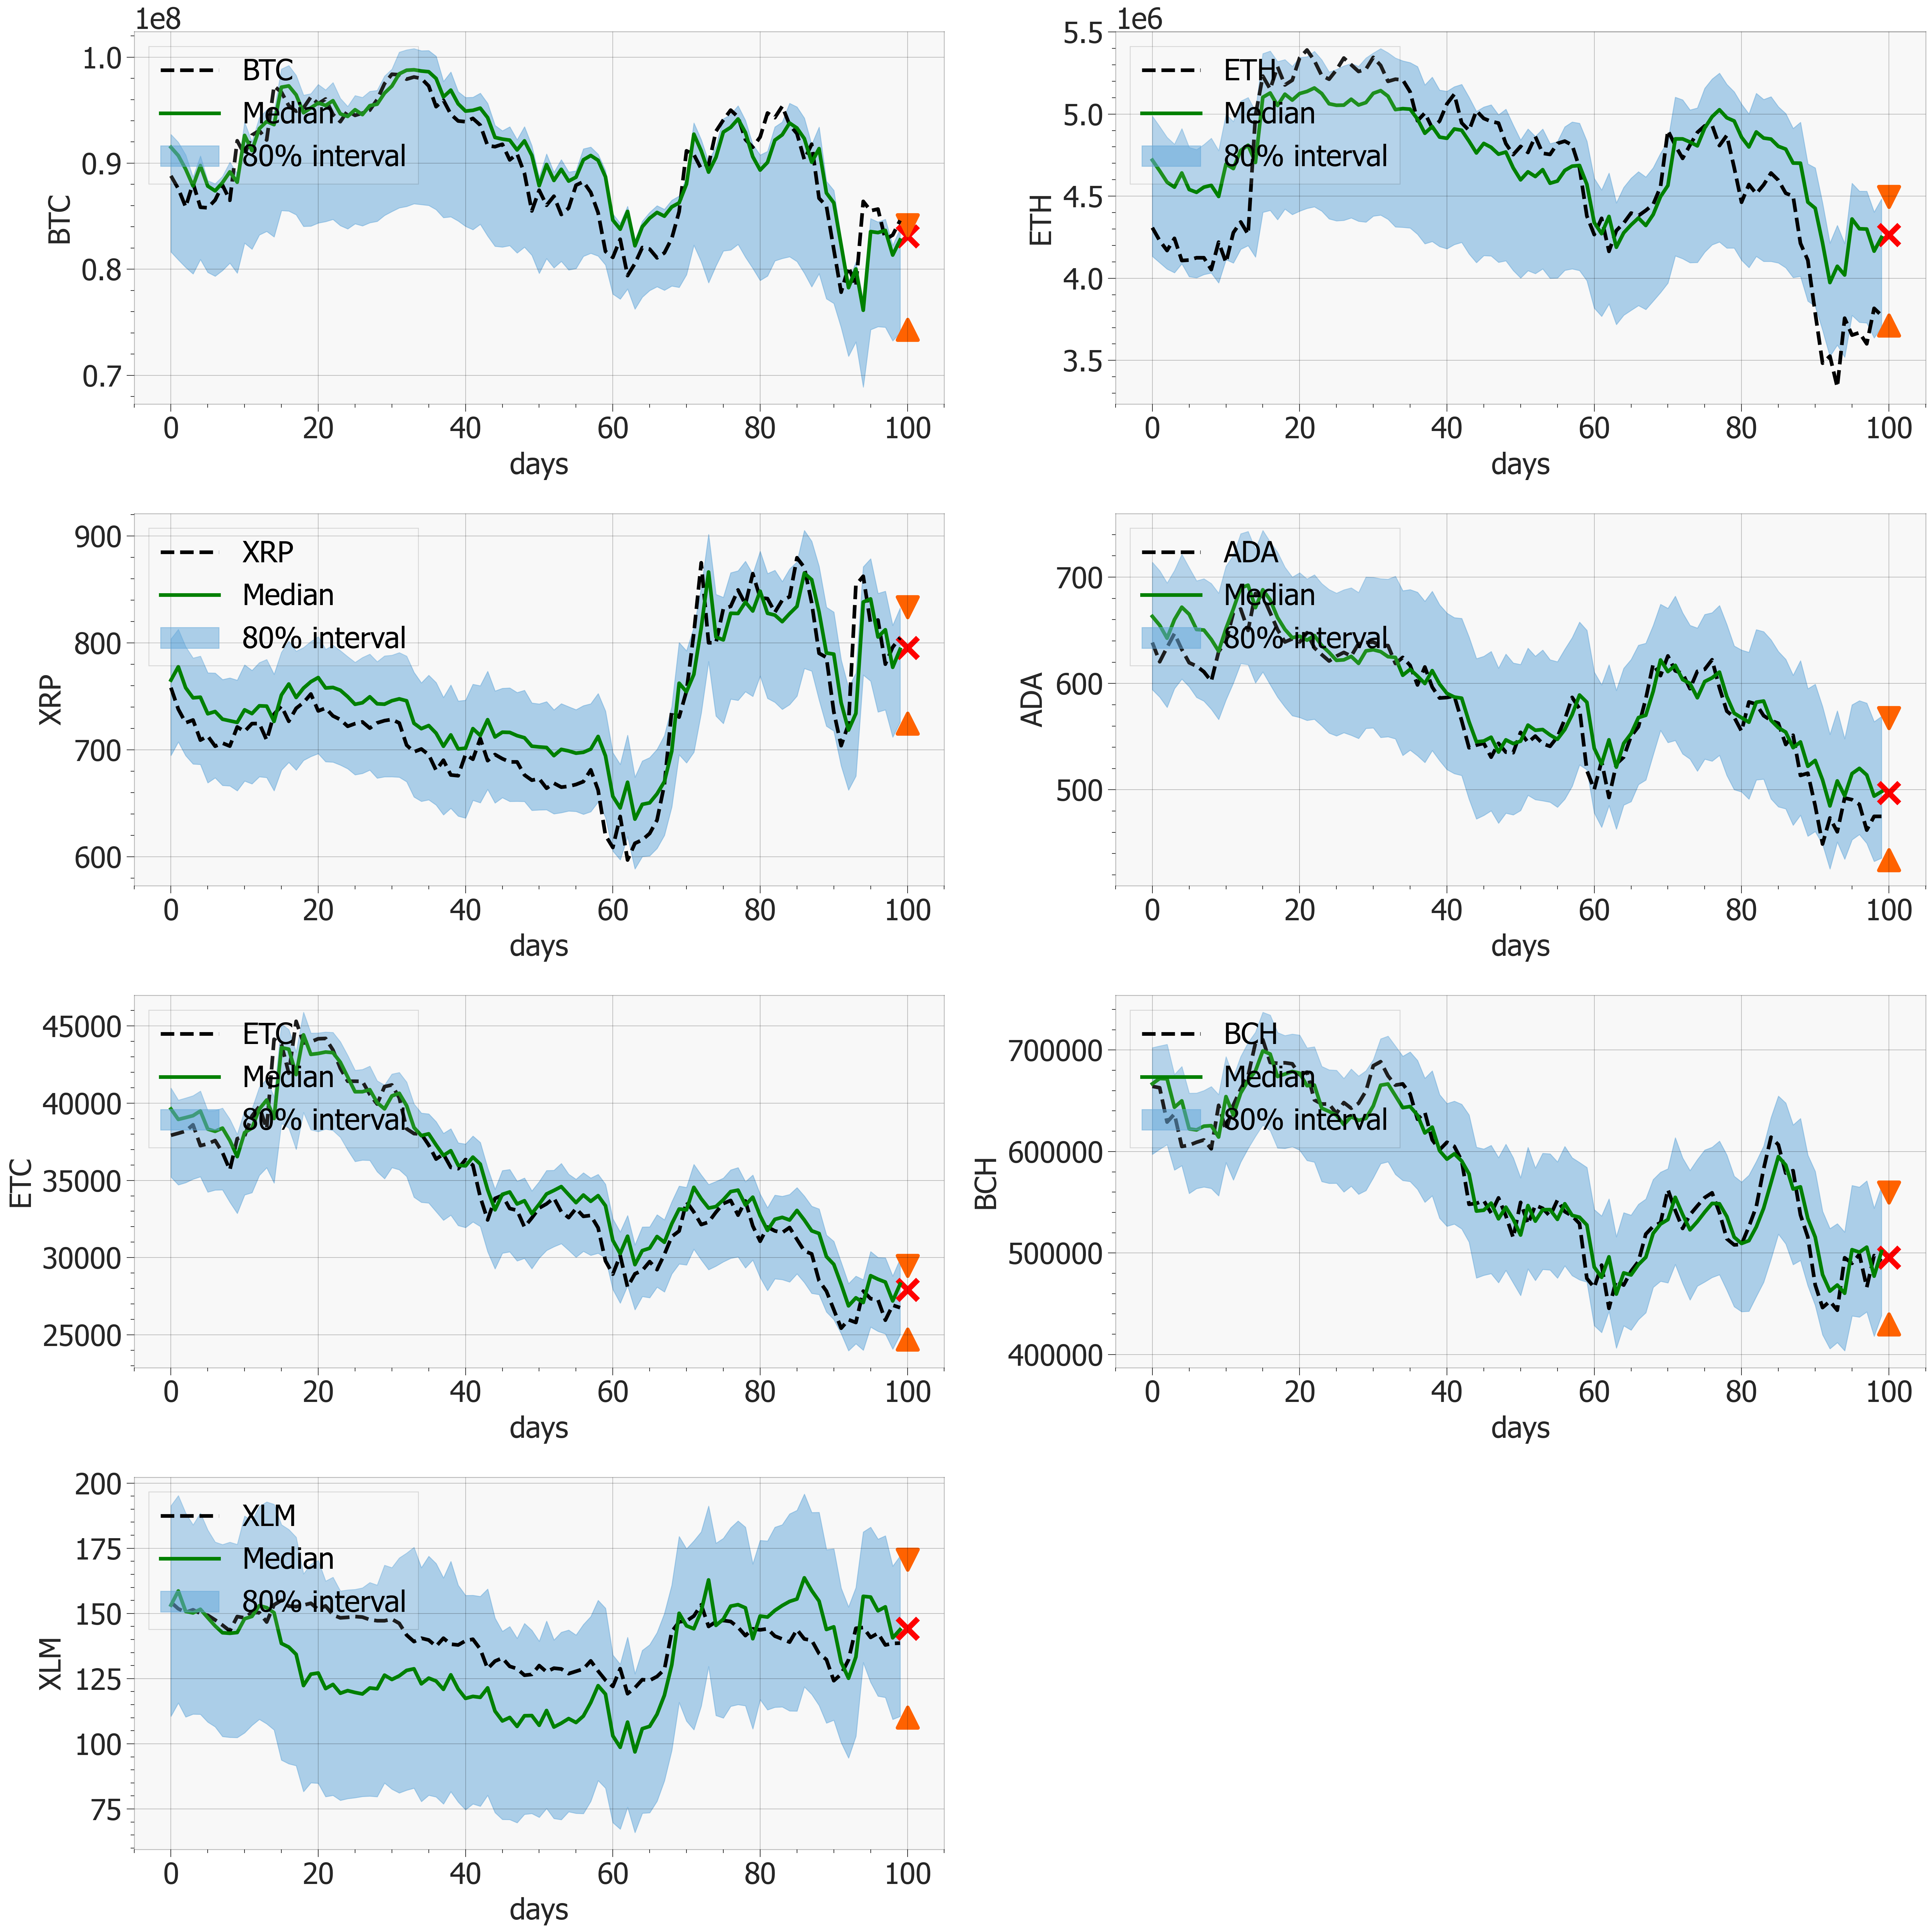 1e8
BTC
Median
80% interval
1.0
0.9
0.8
0.7
BTC
0 20 40 60 80 100
days
1e6
ETH
Median
80% interval
5.5
5.0
4.5
4.0
3.5
ETH
0 20 40 60 80 100
days
XRP
Median
80% interval
900
800
700
600
XRP
0 20 40 60 80 100
days
ADA
Median
80% interval
700
600
500
ADA
0 20 40 60 80 100
days
ETC
Median
80% interval
45000
40000
35000
30000
25000
ETC
0 20 40 60 80 100
days
BCH
Median
80% interval
700000
600000
500000
400000
BCH
0 20 40 60 80 100
days
XLM
Median
80% interval
200
175
150
125
100
75
XLM
0 20 40 60 80 100
days